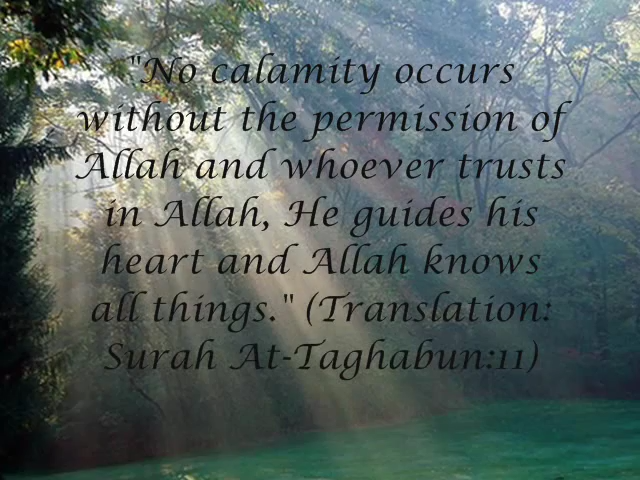 "No calamity occurs
without the permission of
Allah and whoever trusts
in Allah, He guides his
heart and Allah knows
all things." (Translation:
Surah At-Taghabun:11)